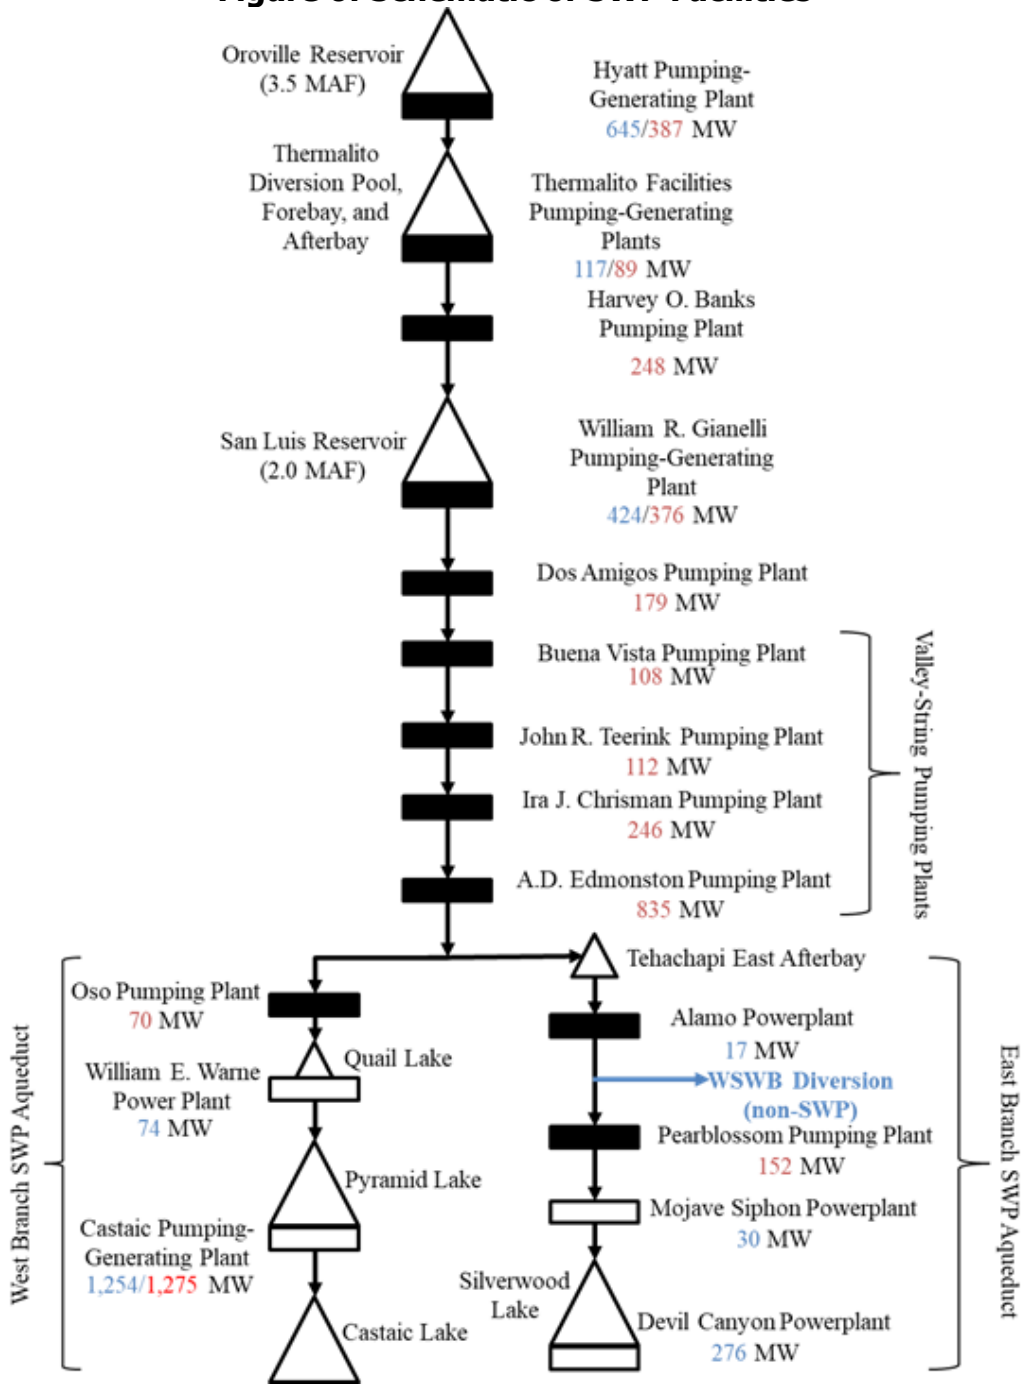 Figure 6. Schematic of SWP Facilities
Oroville Reservoir
(3.5 MAF)
Hyatt Pumping-
Generating Plant
645/387 MW
Thermalito
Diversion Pool,
Forebay, and
Afterbay
Thermalito Facilities
Pumping-Generating
Plants
117/89 MW
Harvey O. Banks
Pumping Plant
248 MW
San Luis Reservoir
(2.0 MAF)
William R. Gianelli
Pumping-Generating
Plant
424/376 MW
Dos Amigos Pumping Plant
179 MW
Buena Vista Pumping Plant
108 MW
John R. Teerink Pumping Plant
112 MW
Ira J. Chrisman Pumping Plant
246 MW
A.D. Edmonston Pumping Plant
835 MW
Valley-String Pumping Plants
Tehachapi East Afterbay
Oso Pumping Plant
70 MW
Quail Lake
William E. Warne
Power Plant
74 MW
Pyramid Lake
Castaic Pumping-
Generating Plant
1,254/1,275 MW
Castaic Lake
West Branch SWP Aqueduct
Alamo Powerplant
17 MW
WSWB Diversion
(non-SWP)
Pearblossom Pumping Plant
152 MW
Mojave Siphon Powerplant
30 MW
Silverwood
Lake
Devil Canyon Powerplant
276 MW
East Branch SWP Aqueduct